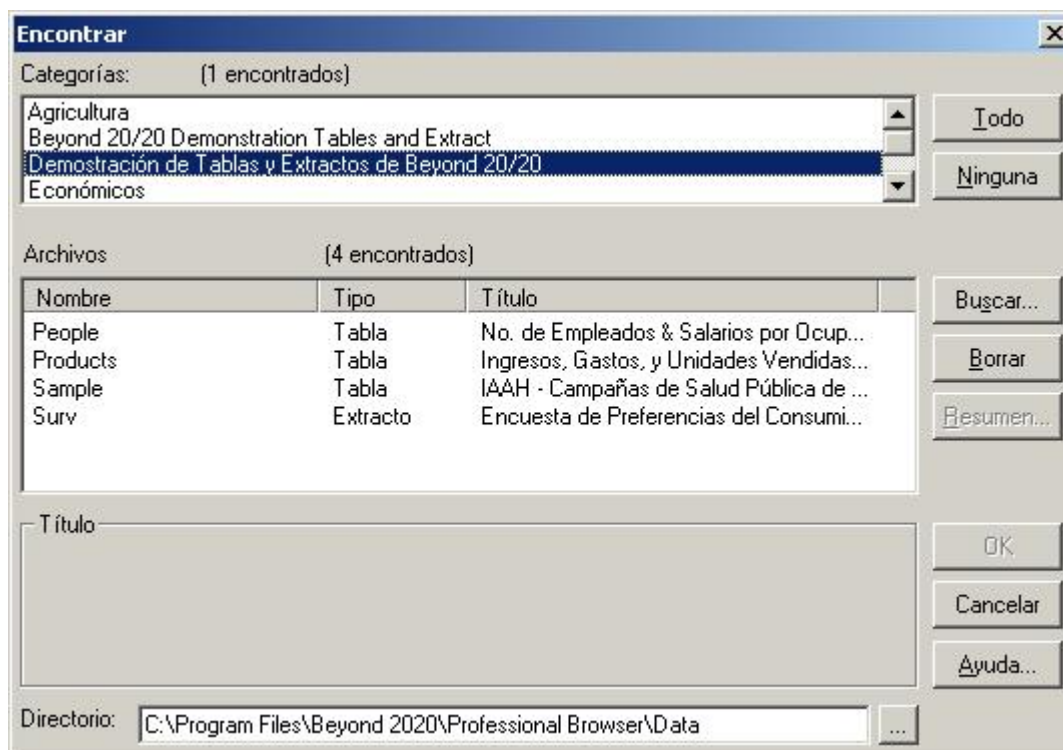 Encontrar
Categorías: (1 encontrados)
Agricultura
Beyond 20/20 Demonstration Tables and Extract
Demostración de Tablas y Extractos de Beyond 20/20
Económicos
Todo
Ninguna
Archivos (4 encontrados)
Nombre Tipo Título
People Tabla No. de Empleados & Salarios por Ocup...
Products Tabla Ingresos, Gastos, y Unidades Vendidas...
Sample Tabla IAAH - Campañas de Salud Pública de ...
Surv Extracto Encuesta de Preferencias del Consumi...
Buscar...
Borrar
Resumen...
Título
OK
Cancelar
Ayuda...
Directorio: C:\Program Files\Beyond 2020\Professional Browser\Data ...